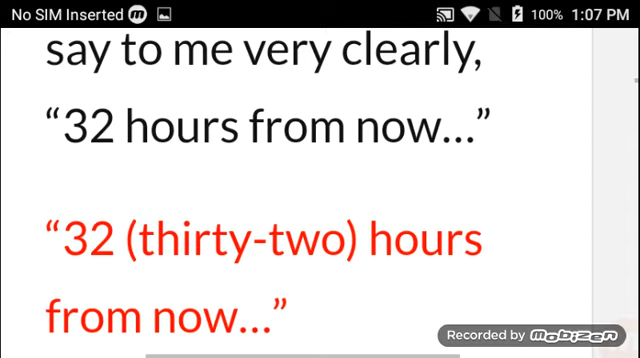 No SIM Inserted 100% 1:07 PM
say to me very clearly,
“32 hours from now...”
“32 (thirty-two) hours
from now...”
Recorded by mobizen